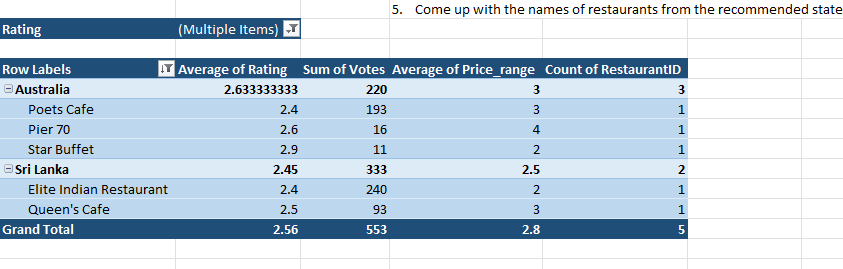 5. Come up with the names of restaurants from the recommended state
Rating (Multiple Items)
Row Labels Average of Rating Sum of Votes Average of Price_range Count of RestaurantID
Australia 2.633333333 220 3 3
Poets Cafe 2.4 193 3 1
Pier 70 2.6 16 4 1
Star Buffet 2.9 11 2 1
Sri Lanka 2.45 333 2.5 2
Elite Indian Restaurant 2.4 240 2 1
Queen's Cafe 2.5 93 3 1
Grand Total 2.56 553 2.8 5